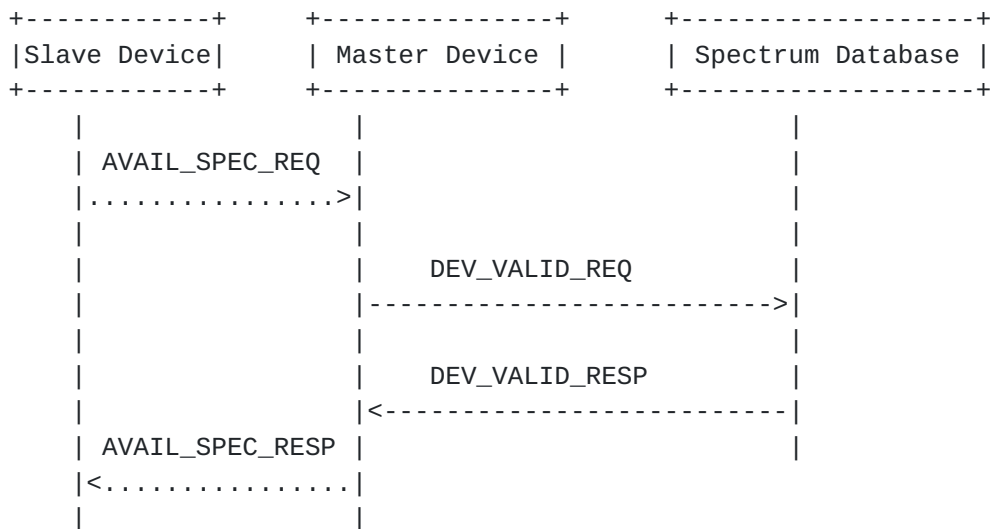 +------------+     +---------------+      +-------------------+
|Slave Device|     | Master Device |      | Spectrum Database |
+------------+     +---------------+      +-------------------+
    |                 |                           |
    | AVAIL_SPEC_REQ  |                           |
    |................>|                           |
    |                 |                           |
    |                 |    DEV_VALID_REQ          |
    |                 |-------------------------->|
    |                 |                           |
    |                 |    DEV_VALID_RESP         |
    |                 |<--------------------------|
    | AVAIL_SPEC_RESP |                           |
    |<................|
    |                 |